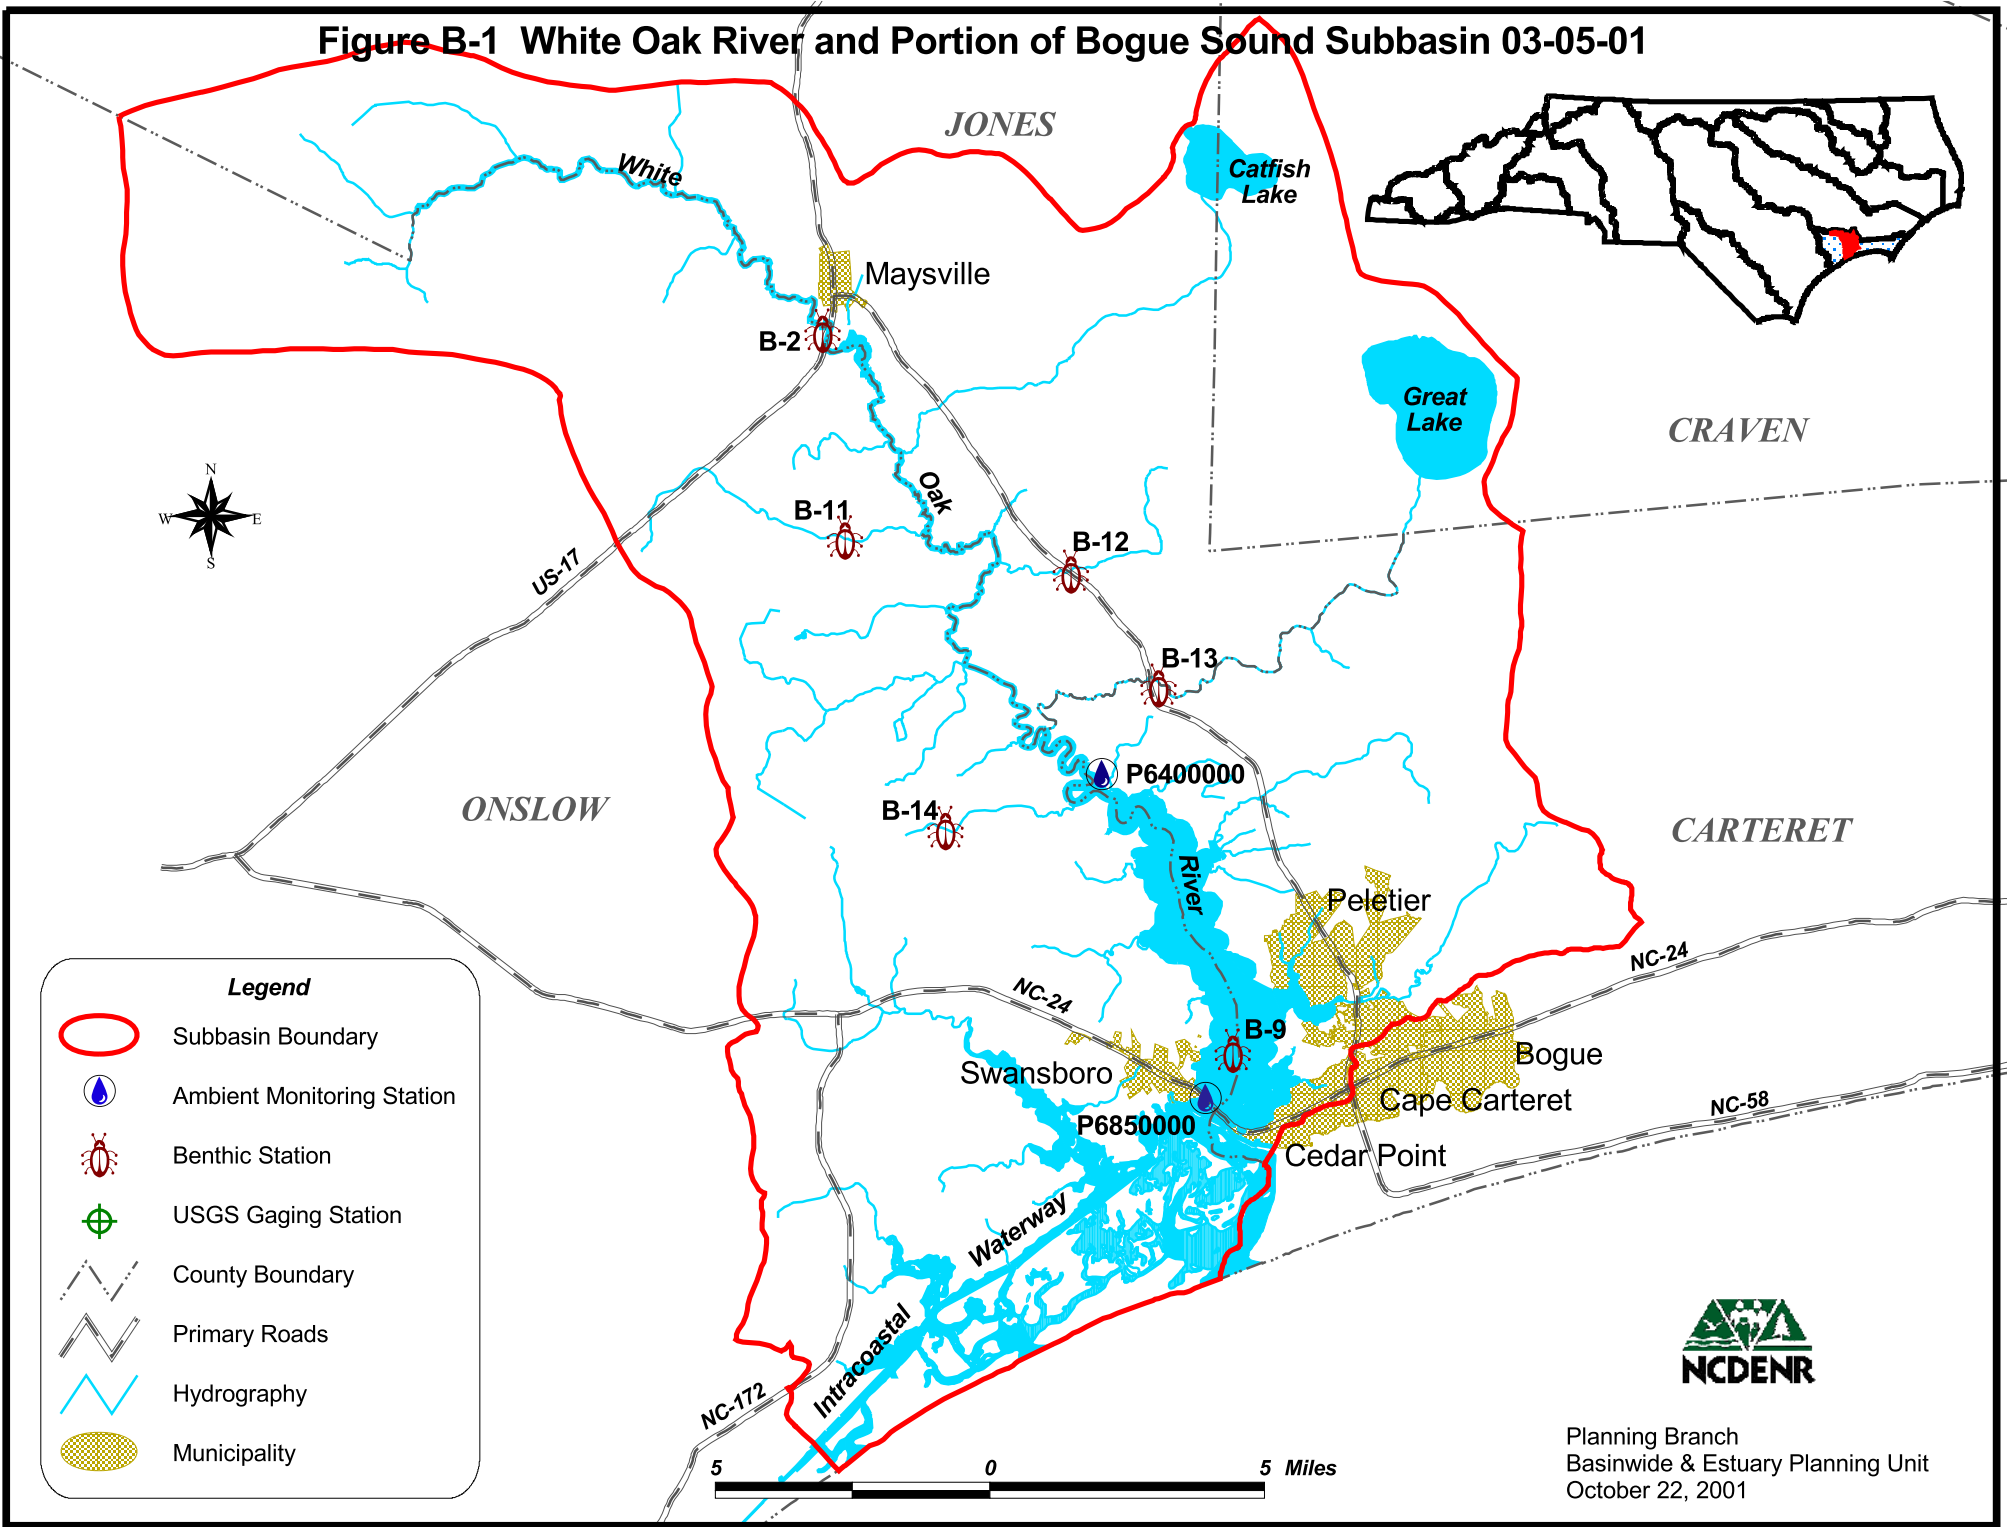 Figure B-1  White Oak River and Portion of Bogue Sound Subbasin 03-05-01
JONES
Catfish
Lake
White
Maysville
B-2
Great
Lake
CRAVEN
Oak
N
W
E
S
B-11
B-12
US-17
B-13
P6400000
ONSLOW
B-14
CARTERET
River
Peletier
NC-24
NC-24
B-9
Bogue
Swansboro
Cape Carteret
NC-58
P6850000
Cedar Point
Waterway
Intracoastal
NC-172
Legend
Subbasin Boundary
Ambient Monitoring Station
Benthic Station
USGS Gaging Station
County Boundary
Primary Roads
Hydrography
Municipality
5
0
5 Miles
NCDENR
Planning Branch
Basinwide & Estuary Planning Unit
October 22, 2001